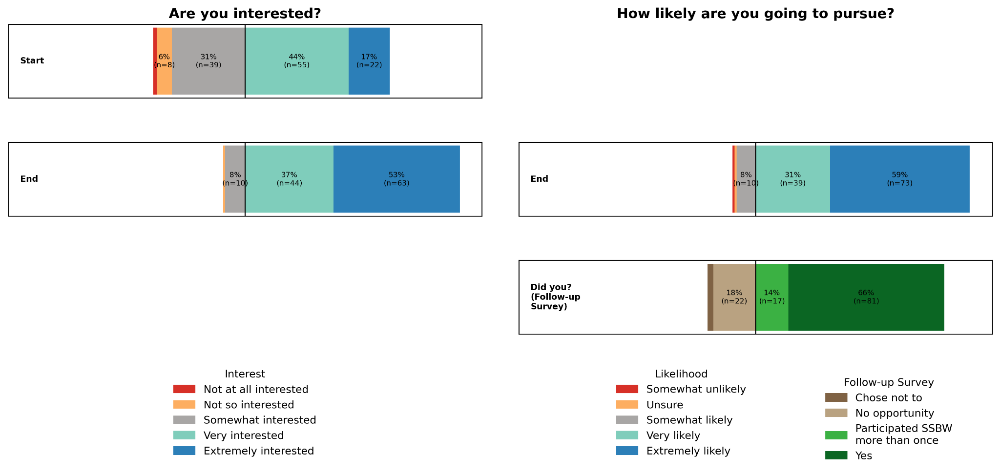 Are you interested?
Start
6%
(n=8)
31%
(n=39)
44%
(n=55)
17%
(n=22)
End
8%
(n=10)
37%
(n=44)
53%
(n=63)
Interest
Not at all interested
Not so interested
Somewhat interested
Very interested
Extremely interested
How likely are you going to pursue?
End
8%
(n=10)
31%
(n=39)
59%
(n=73)
Did you?
(Follow-up
Survey)
18%
(n=22)
14%
(n=17)
66%
(n=81)
Likelihood
Somewhat unlikely
Unsure
Somewhat likely
Very likely
Extremely likely
Follow-up Survey
Chose not to
No opportunity
Participated SSBW
more than once
Yes